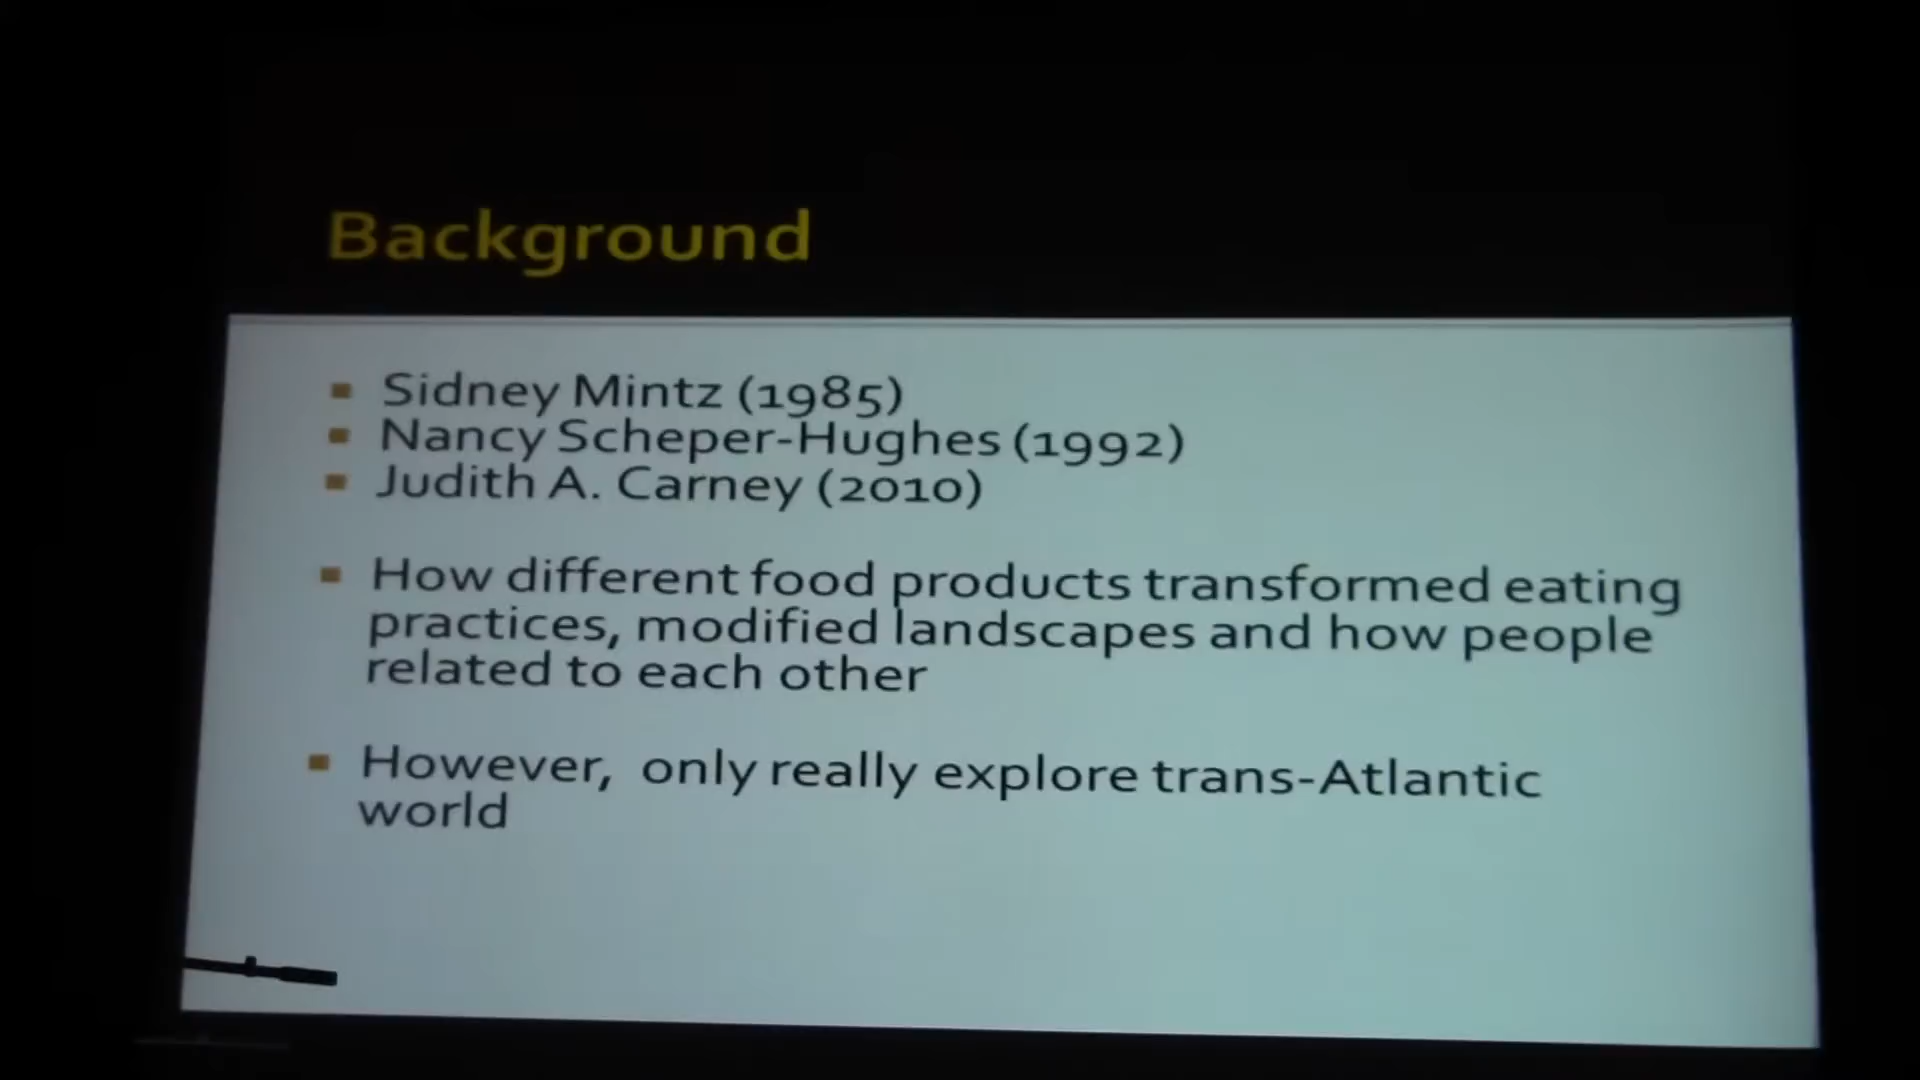 Background
Sidney Mintz (1985)
Nancy Scheper-Hughes (1992)
Judith A. Carney (2010)
How different food products transformed eating
practices, modified landscapes and how people
related to each other
However, only really explore trans-Atlantic
world